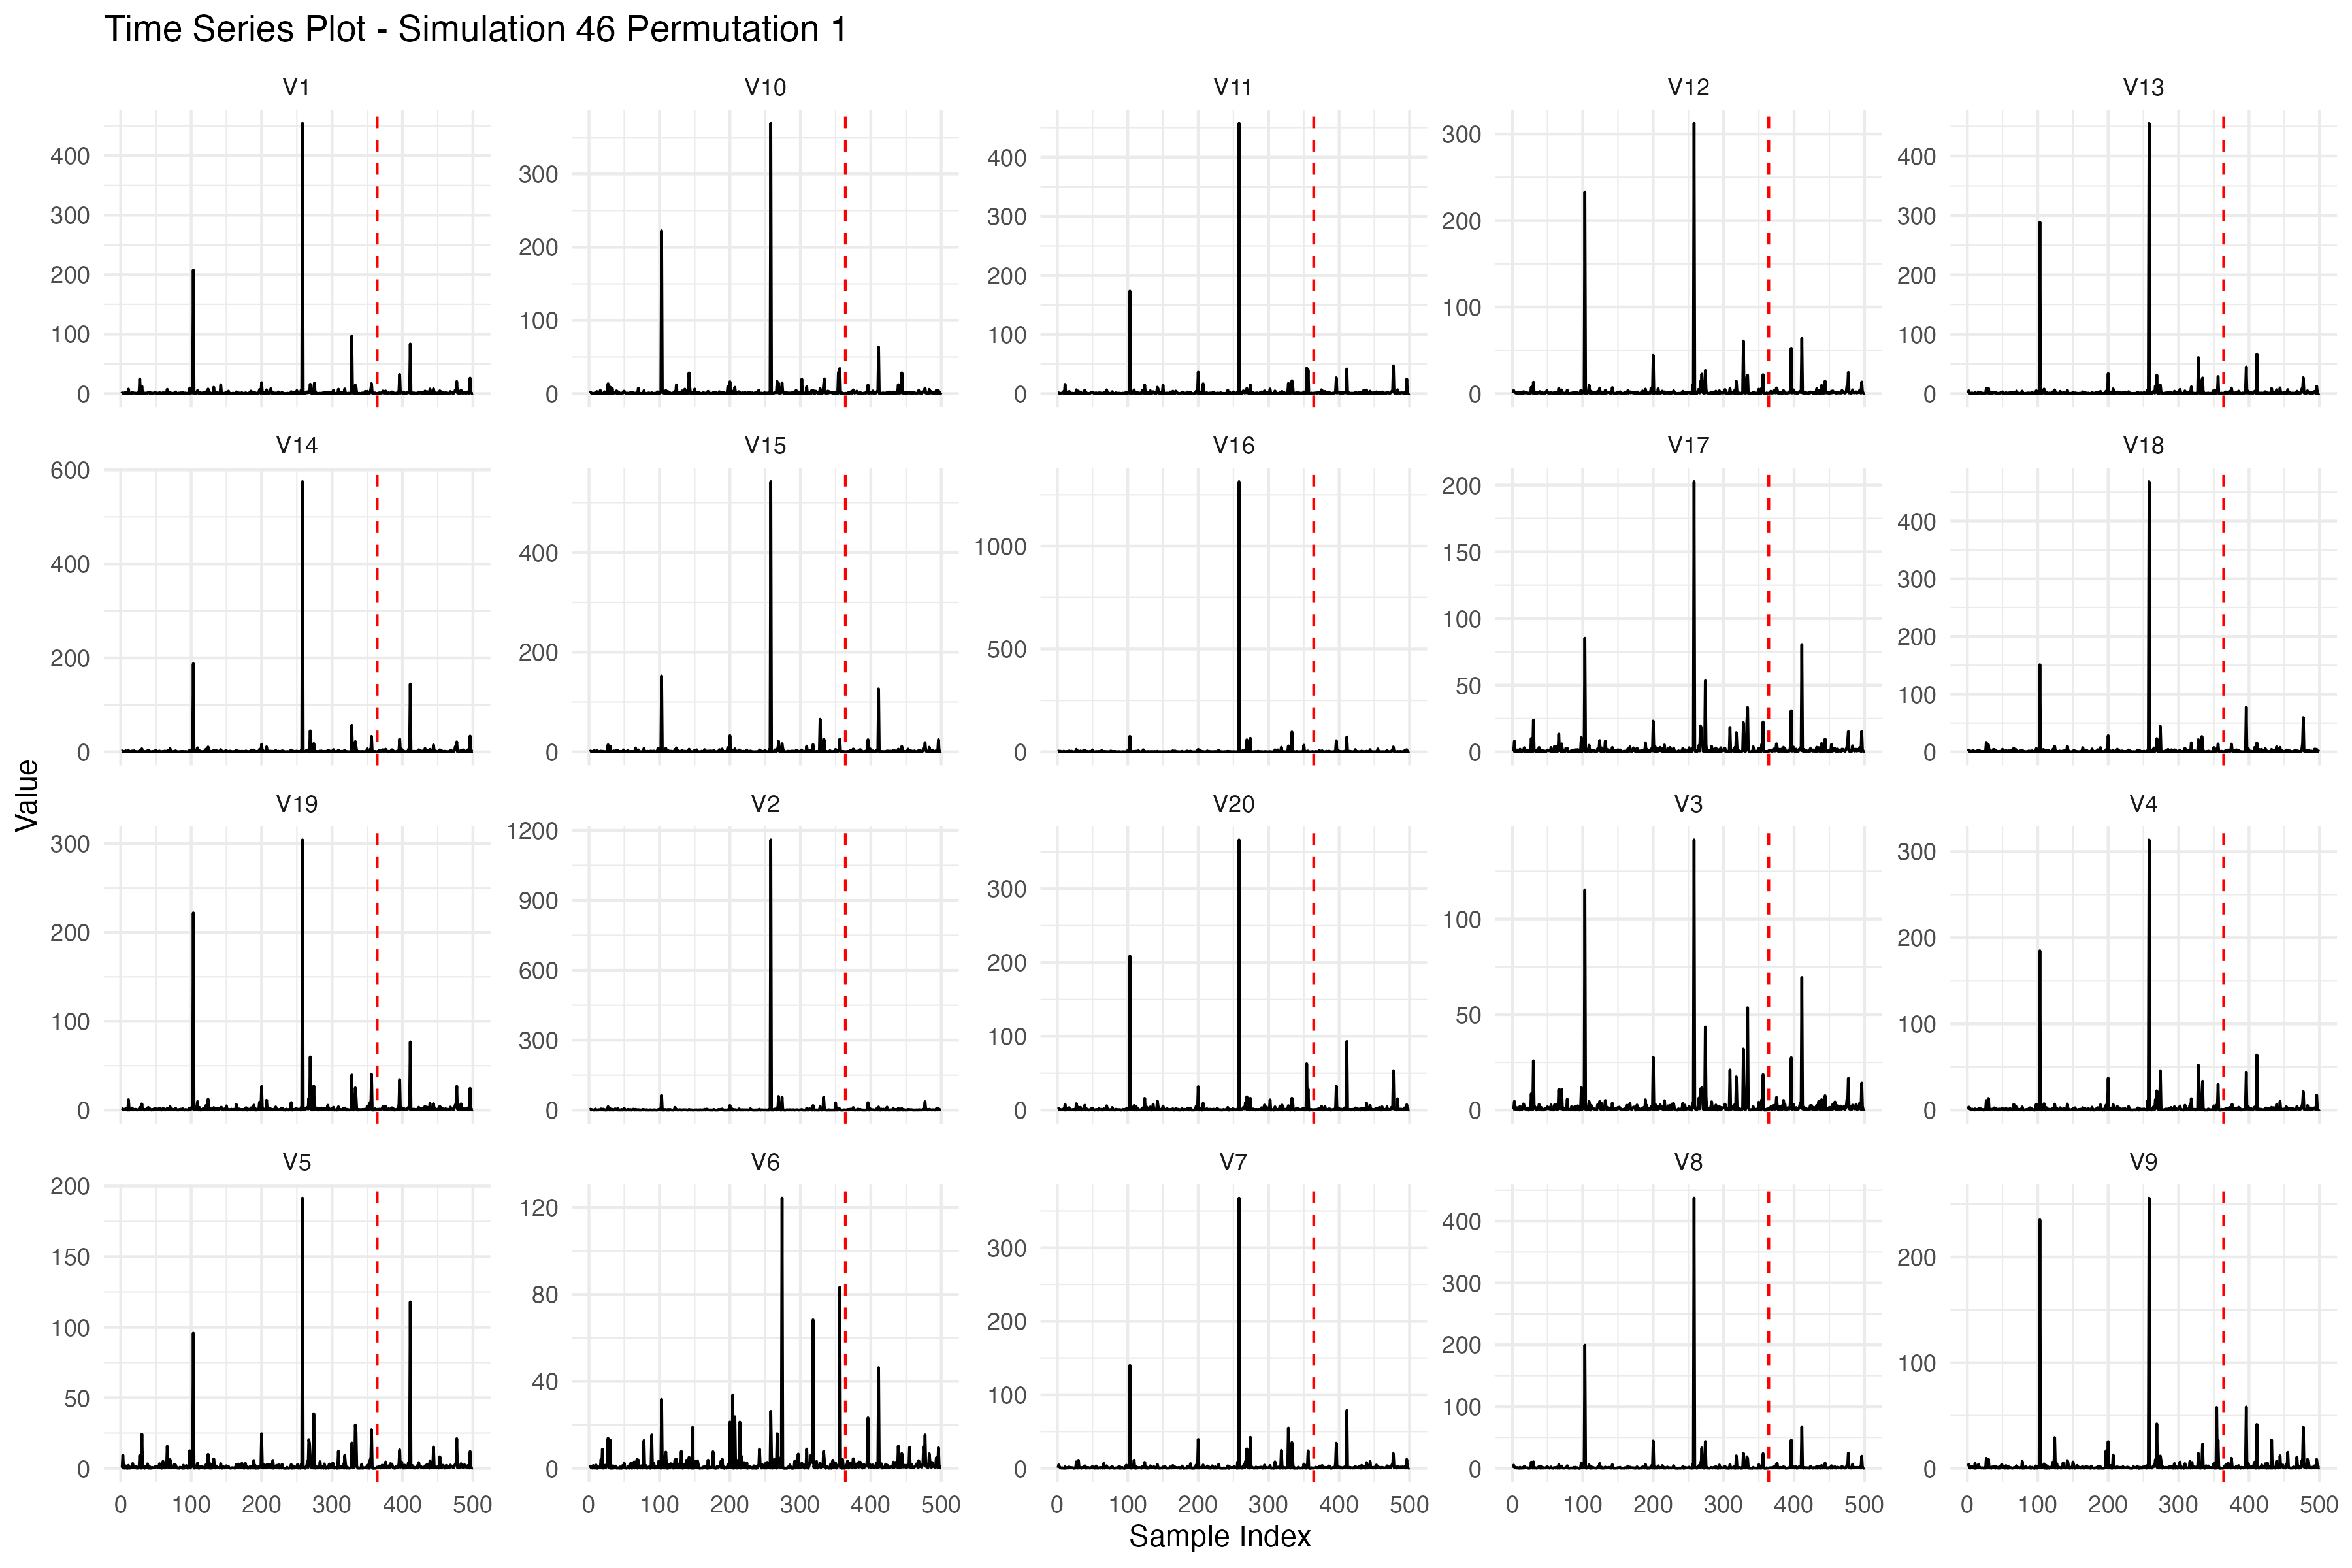 Time Series Plot - Simulation 46 Permutation 1
V1 V10 V11 V12 V13
400 300 200 100 0
300 200 100 0
400 300 200 100 0
300 200 100 0
400 300 200 100 0
V14 V15 V16 V17 V18
600 400 200 0
400 200 0
1000 500 0
200 150 100 50 0
400 300 200 100 0
Value
V19 V2 V20 V3 V4
300 200 100 0
1200 900 600 300 0
300 200 100 0
100 50 0
300 200 100 0
V5 V6 V7 V8 V9
200 150 100 50 0
120 80 40 0
300 200 100 0
400 300 200 100 0
200 100 0
0 100 200 300 400 500
0 100 200 300 400 500
0 100 200 300 400 500
0 100 200 300 400 500
0 100 200 300 400 500
Sample Index